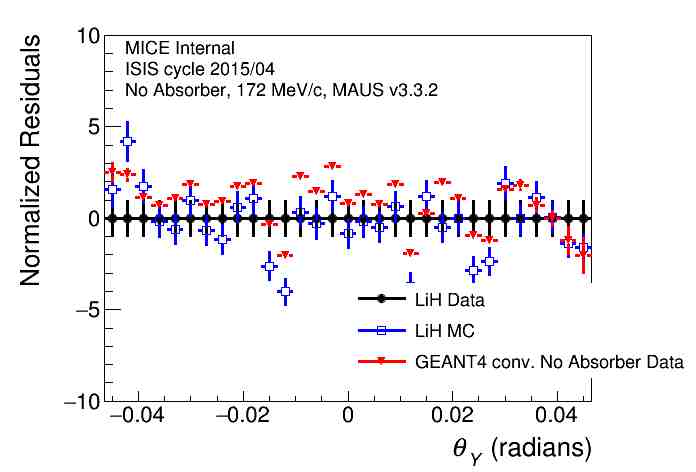 Normalized Residuals
10
5
0
−5
−10
MICE Internal
ISIS cycle 2015/04
No Absorber, 172 MeV/c, MAUS v3.3.2
LiH Data
LiH MC
GEANT4 conv. No Absorber Data
−0.04 −0.02 0 0.02 0.04
θY (radians)